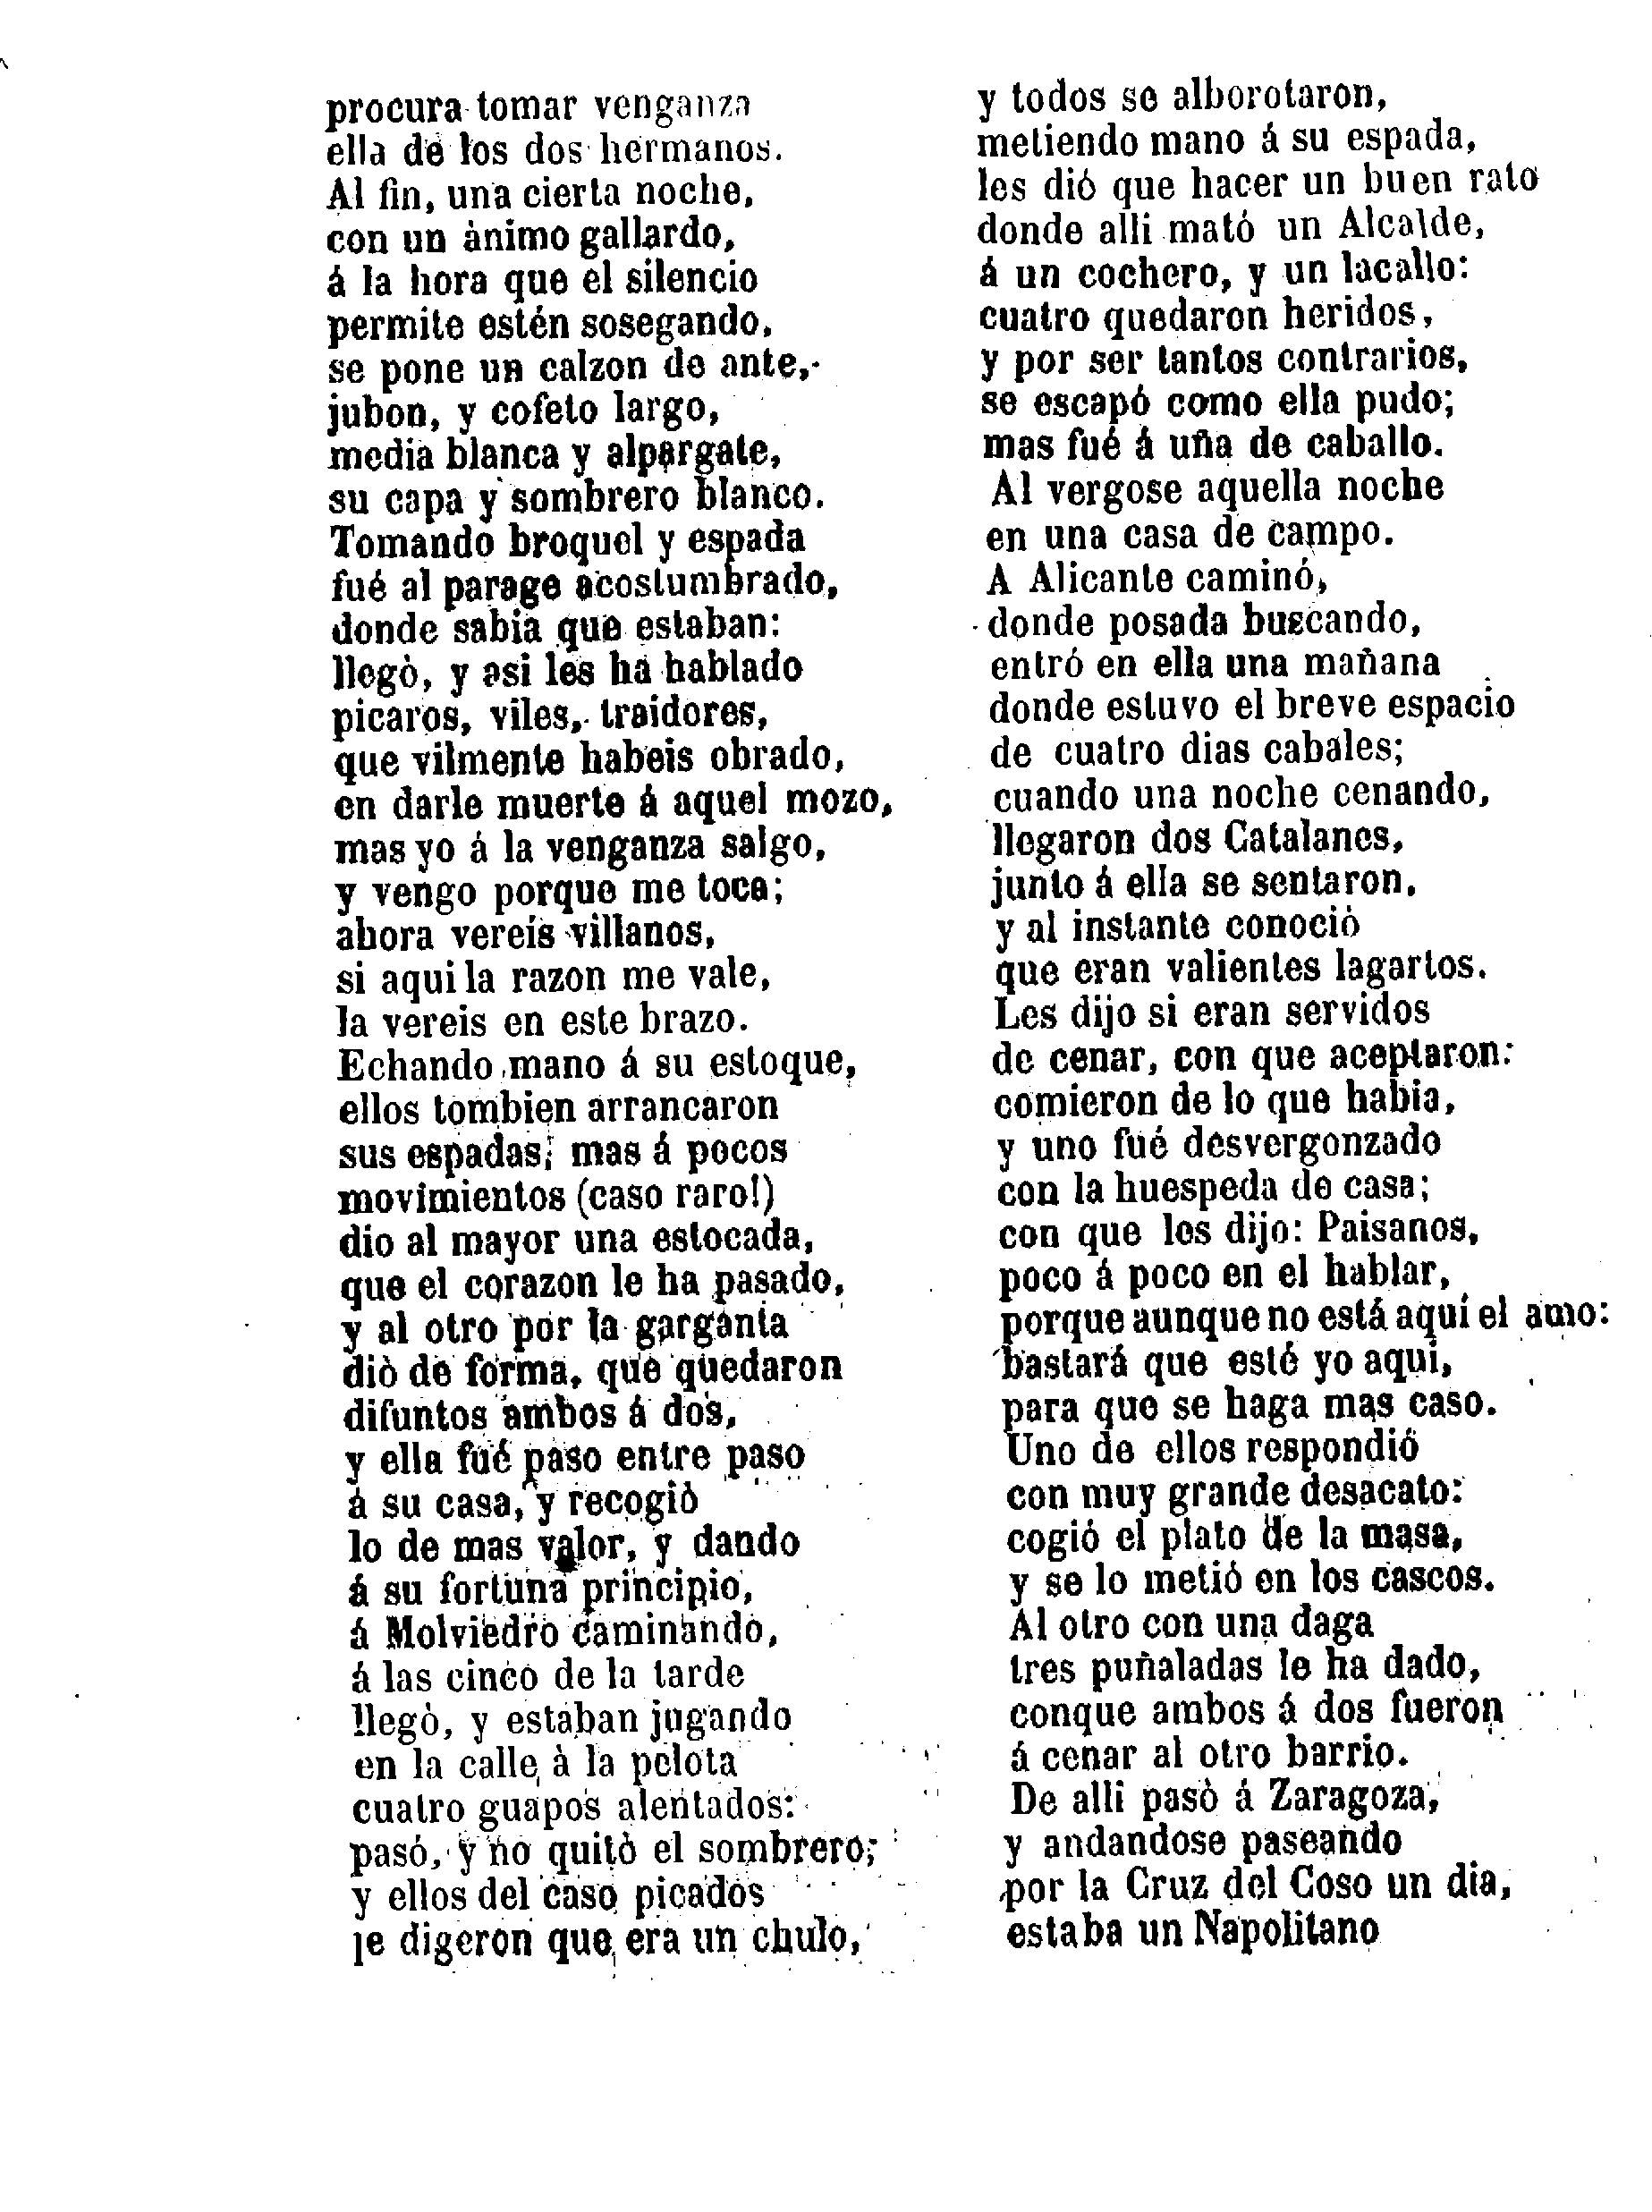 procura tomar venganza
ella de los dos hermanos.
Al fin, una cierta noche,
con un ànimo gallardo,
á la hora que el silencio
permite estén sosegando,
se pone un calzon de ante,
jubon, y cofeto largo,
media blanca y alpargate,
su capa y sombrero blanco.
Tomando broquel y espada
fué al parage acostumbrado,
donde sabia que estaban:
llegò, y asi les ha hablado
picaros, viles, traidores,
que vilmente habeis obrado,
en darle muerte á aquel mozo,
mas yo á la venganza salgo,
y vengo porque me toca;
ahora vereis villanos,
si aqui la razon me vale,
la vereis en este brazo.
Echando mano á su estoque,
ellos tombien arrancaron
sus espadas; mas á pocos
movimientos (caso raro!)
dio al mayor una estocada,
que el corazon le ha pasado,
y al otro por la garganta
diò de forma, que quedaron
difuntos ambos á dos,
y ella fué paso entre paso
á su casa, y recogiò
lo de mas valor, y dando
á su fortuna principio,
á Molviedro caminando,
á las cinco de la tarde
llegò, y estaban jugando
en la calle à la pelota
cuatro guapos alentados:
pasó, y no quitò el sombrero;
y ellos del caso picados
le digeron que era un chulo,
y todos se alborotaron,
metiendo mano á su espada,
les dió que hacer un buen rato
donde alli mató un Alcalde,
á un cochero, y un lacallo:
cuatro quedaron heridos,
y por ser tantos contrarios,
se escapó como ella pudo;
mas fué á uña de caballo.
Al vergose aquella noche
en una casa de campo.
A Alicante caminó,
donde posada buscando,
entró en ella una mañana
donde estuvo el breve espacio
de cuatro dias cabales;
cuando una noche cenando,
llegaron dos Catalanes,
junto á ella se sentaron.
y al instante conoció
que eran valientes lagartos.
Les dijo si eran servidos
de cenar, con que aceptaron:
comieron de lo que habia,
y uno fué desvergonzado
con la huespeda de casa;
con que los dijo: Paisanos,
poco á poco en el hablar,
porque aunque no está aquí el amo:
bastará que esté yo aqui,
para que se haga mas caso.
Uno de ellos respondió
con muy grande desacato:
cogió el plato de la masa,
y se lo metió en los cascos.
Al otro con una daga
tres puñaladas le ha dado,
conque ambos á dos fueron
á cenar al otro barrio.
De alli pasò á Zaragoza,
y andandose paseando
por la Cruz del Coso un dia,
estaba un Napolitano